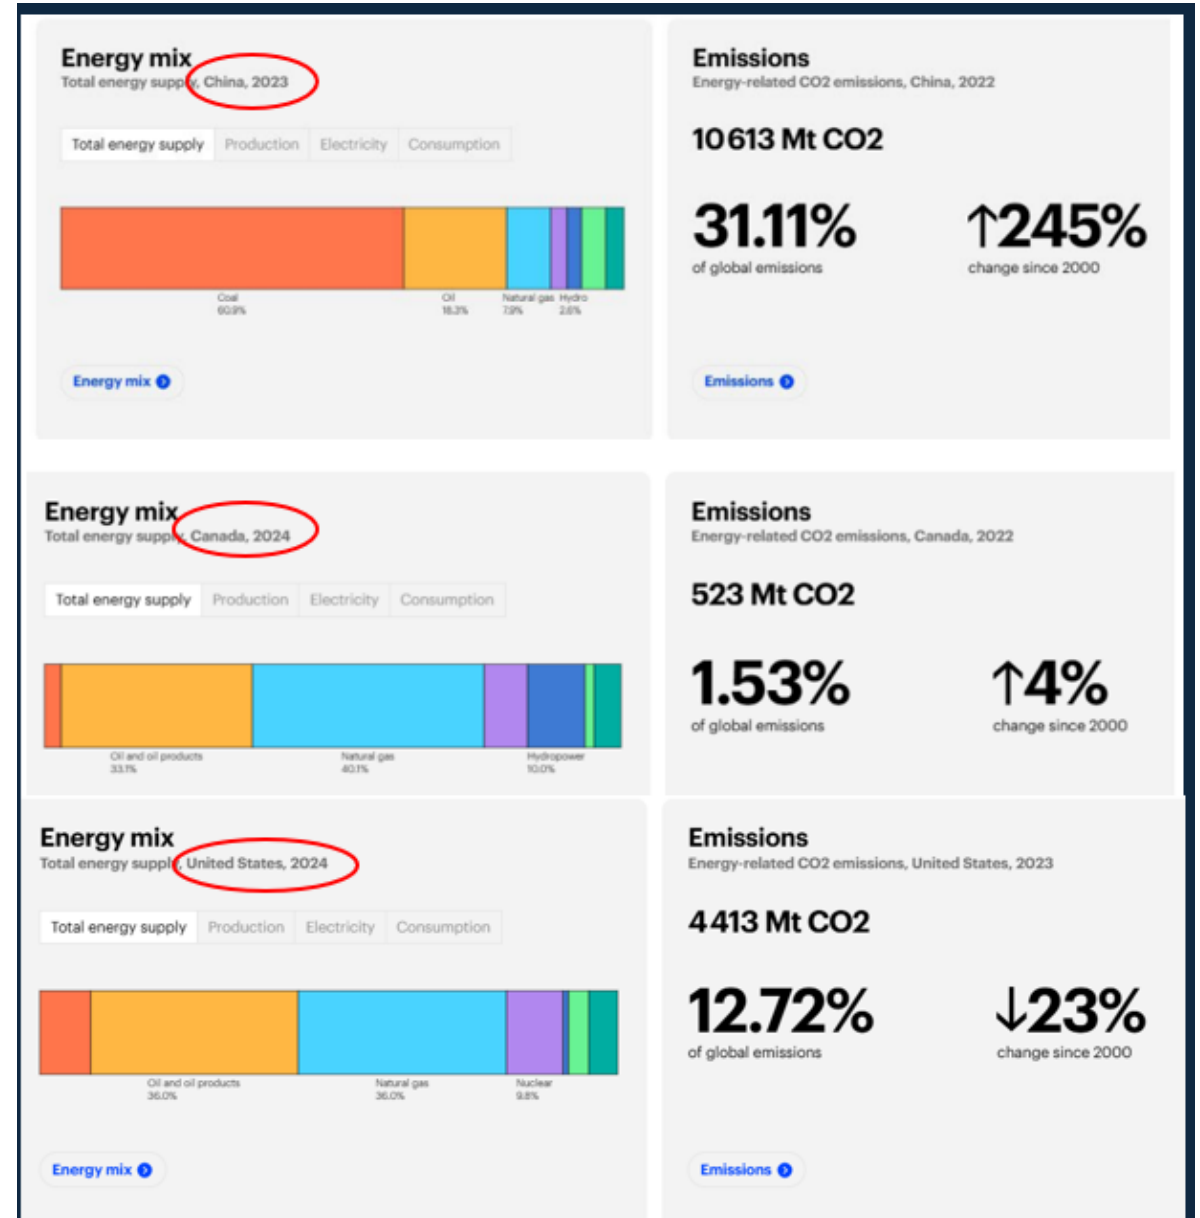 Energy mix
Total energy supply, China, 2023
Total energy supply Production Electricity Consumption
Coal Oil Natural gas Hydro
60.9% 18.3% 7.9% 2.6%
Energy mix
Emissions
Energy-related CO2 emissions, China, 2022
10 613 Mt CO2
31.11% ↑245%
of global emissions change since 2000
Emissions
Energy mix
Total energy supply, Canada, 2024
Total energy supply Production Electricity Consumption
Oil and oil products Natural gas Hydropower
33.1% 40.1% 10.0%
Emissions
Energy-related CO2 emissions, Canada, 2022
523 Mt CO2
1.53% ↑4%
of global emissions change since 2000
Energy mix
Total energy supply, United States, 2024
Total energy supply Production Electricity Consumption
Oil and oil products Natural gas Nuclear
36.0% 36.0% 9.8%
Energy mix
Emissions
Energy-related CO2 emissions, United States, 2023
4 413 Mt CO2
12.72% ↓23%
of global emissions change since 2000
Emissions